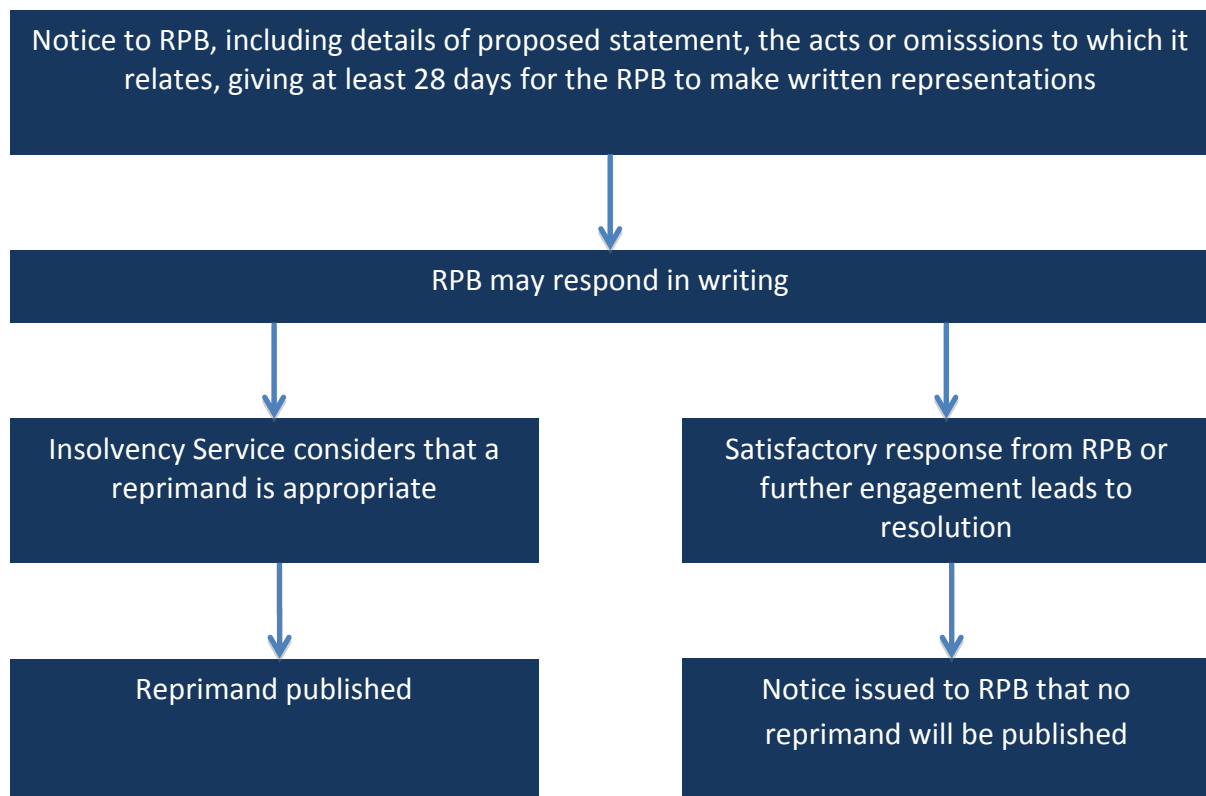 Notice to RPB, including details of proposed statement, the acts or omisssions to which it
relates, giving at least 28 days for the RPB to make written representations
RPB may respond in writing
Insolvency Service considers that a
reprimand is appropriate
Satisfactory response from RPB or
further engagement leads to
resolution
Reprimand published
Notice issued to RPB that no
reprimand will be published